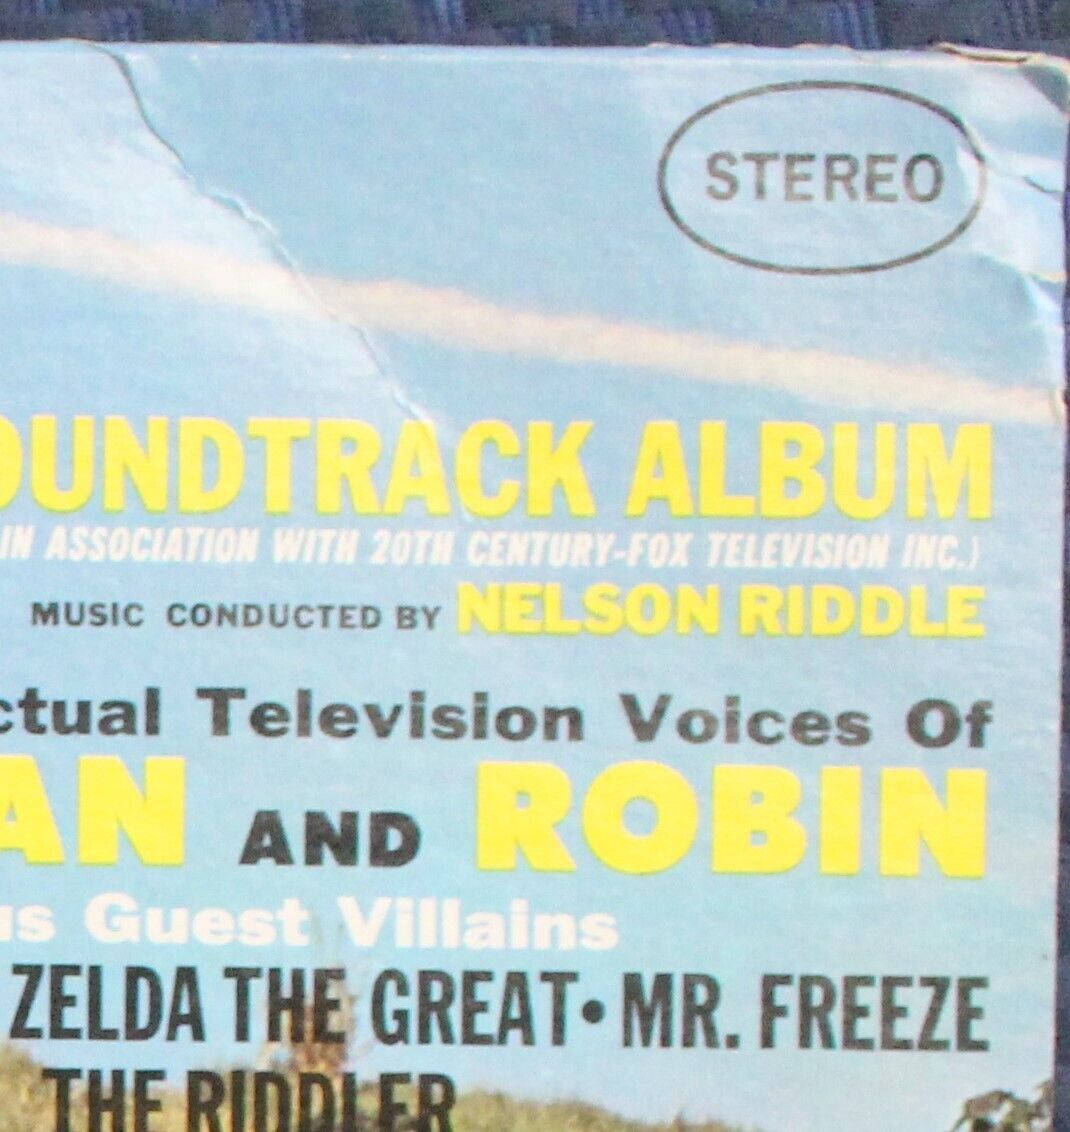 STEREO
OUNDTRACK ALBUM
IN ASSOCIATION WITH 20TH CENTURY-FOX TELEVISION INC.)
MUSIC CONDUCTED BY NELSON RIDDLE
ctual Television Voices Of
AN AND ROBIN
us Guest Villains
ZELDA THE GREAT • MR. FREEZE
THE RIDDLER